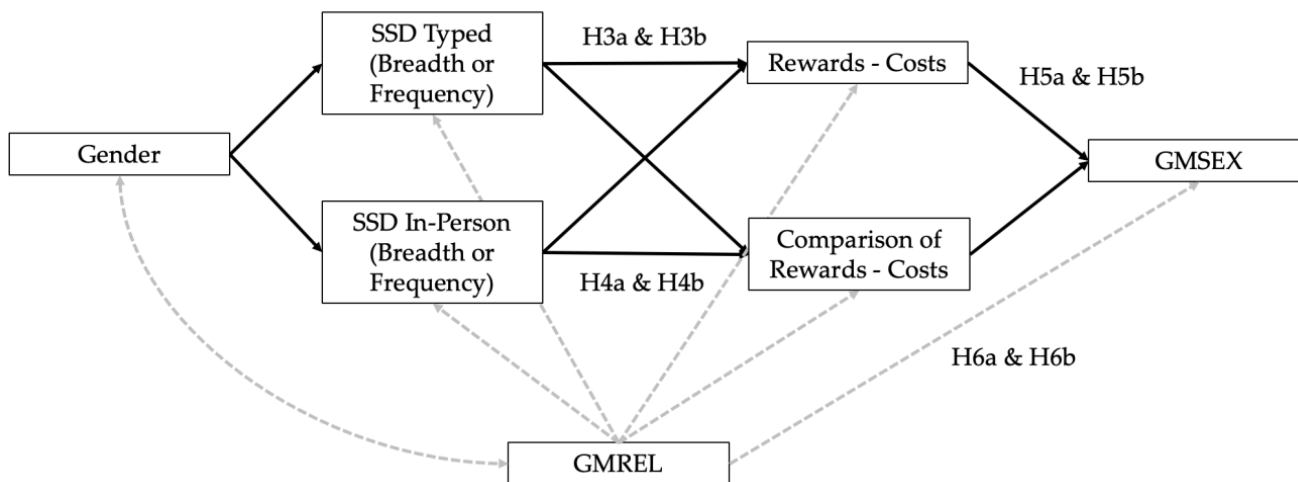 SSD Typed
(Breadth or
Frequency)
H3a & H3b
Rewards - Costs
H5a & H5b
Gender
GMSEX
SSD In-Person
(Breadth or
Frequency)
Comparison of
Rewards - Costs
H4a & H4b
H6a & H6b
GMREL